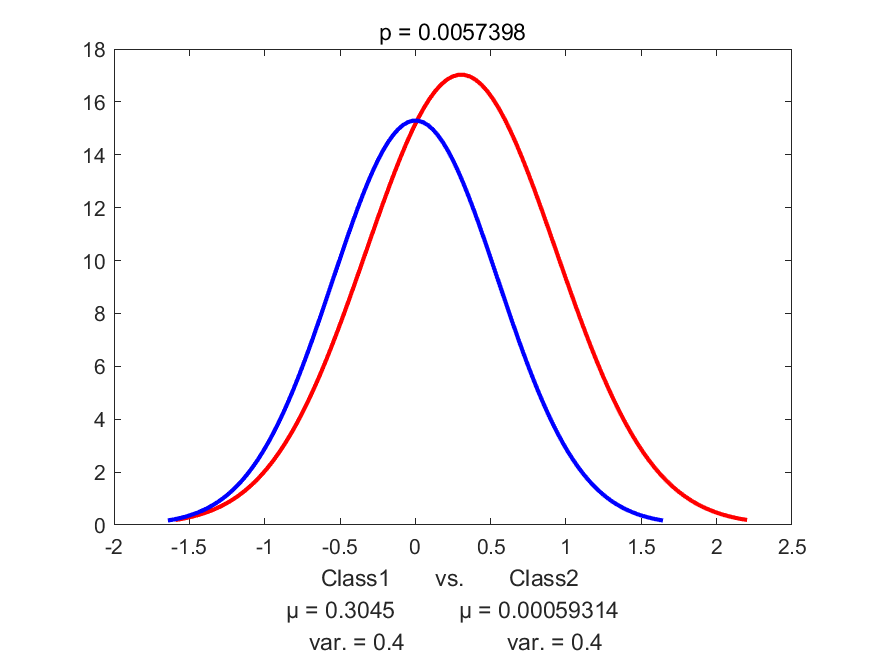 p = 0.0057398
18
16
14
12
10
8
6
4
2
0
-2 -1.5 -1 -0.5 0 0.5 1 1.5 2 2.5
Class1 vs. Class2
μ = 0.3045 μ = 0.00059314
var. = 0.4 var. = 0.4